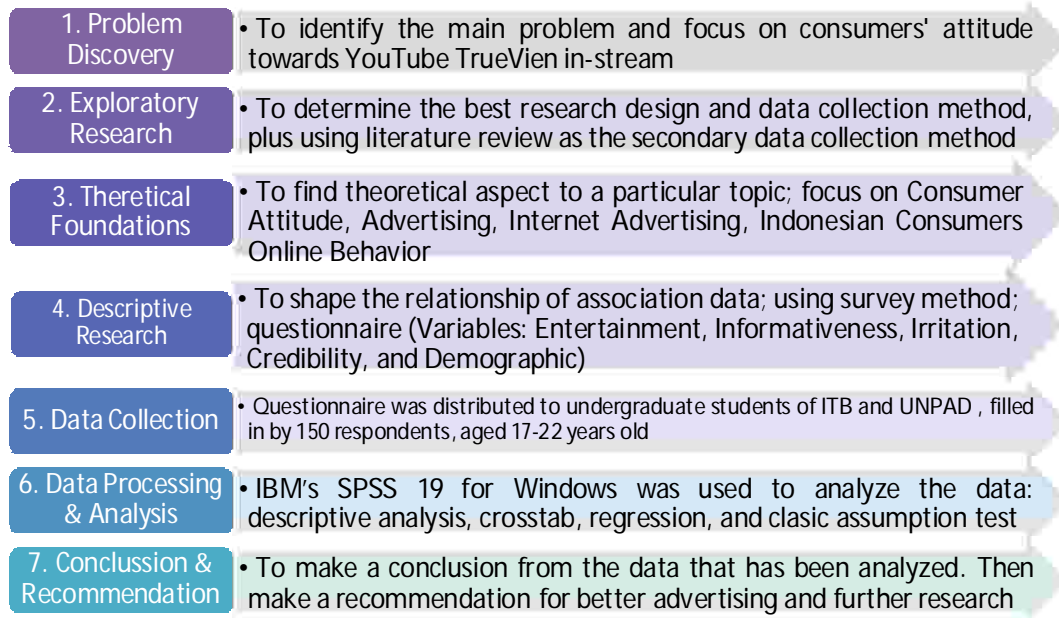 1. Problem
Discovery
• To identify the main problem and focus on consumers' attitude
towards YouTube TrueVien in-stream
2. Exploratory
Research
• To determine the best research design and data collection method,
plus using literature review as the secondary data collection method
3. Theretical
Foundations
• To find theoretical aspect to a particular topic; focus on Consumer
Attitude, Advertising, Internet Advertising, Indonesian Consumers
Online Behavior
4. Descriptive
Research
• To shape the relationship of association data; using survey method;
questionnaire (Variables: Entertainment, Informativeness, Irritation,
Credibility, and Demographic)
5. Data Collection
• Questionnaire was distributed to undergraduate students of ITB and UNPAD , filled
in by 150 respondents, aged 17-22 years old
6. Data Processing
& Analysis
• IBM's SPSS 19 for Windows was used to analyze the data:
descriptive analysis, crosstab, regression, and clasic assumption test
7. Conclussion &
Recommendation
• To make a conclusion from the data that has been analyzed. Then
make a recommendation for better advertising and further research